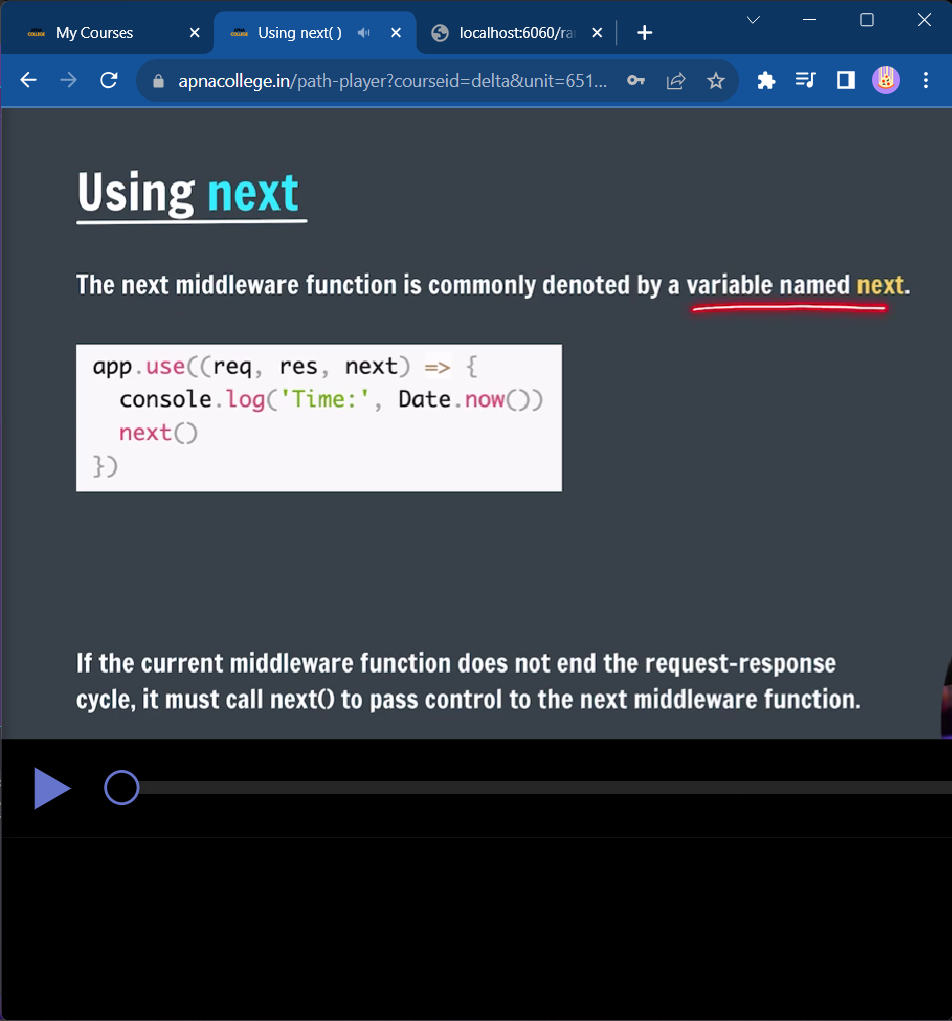 My Courses
Using next( )
localhost:6060/ra
apnacollege.in/path-player?courseid=delta&unit=651...
Using next
The next middleware function is commonly denoted by a variable named next.
app.use((req, res, next) => {
console.log('Time:', Date.now())
next()
})
If the current middleware function does not end the request-response
cycle, it must call next() to pass control to the next middleware function.